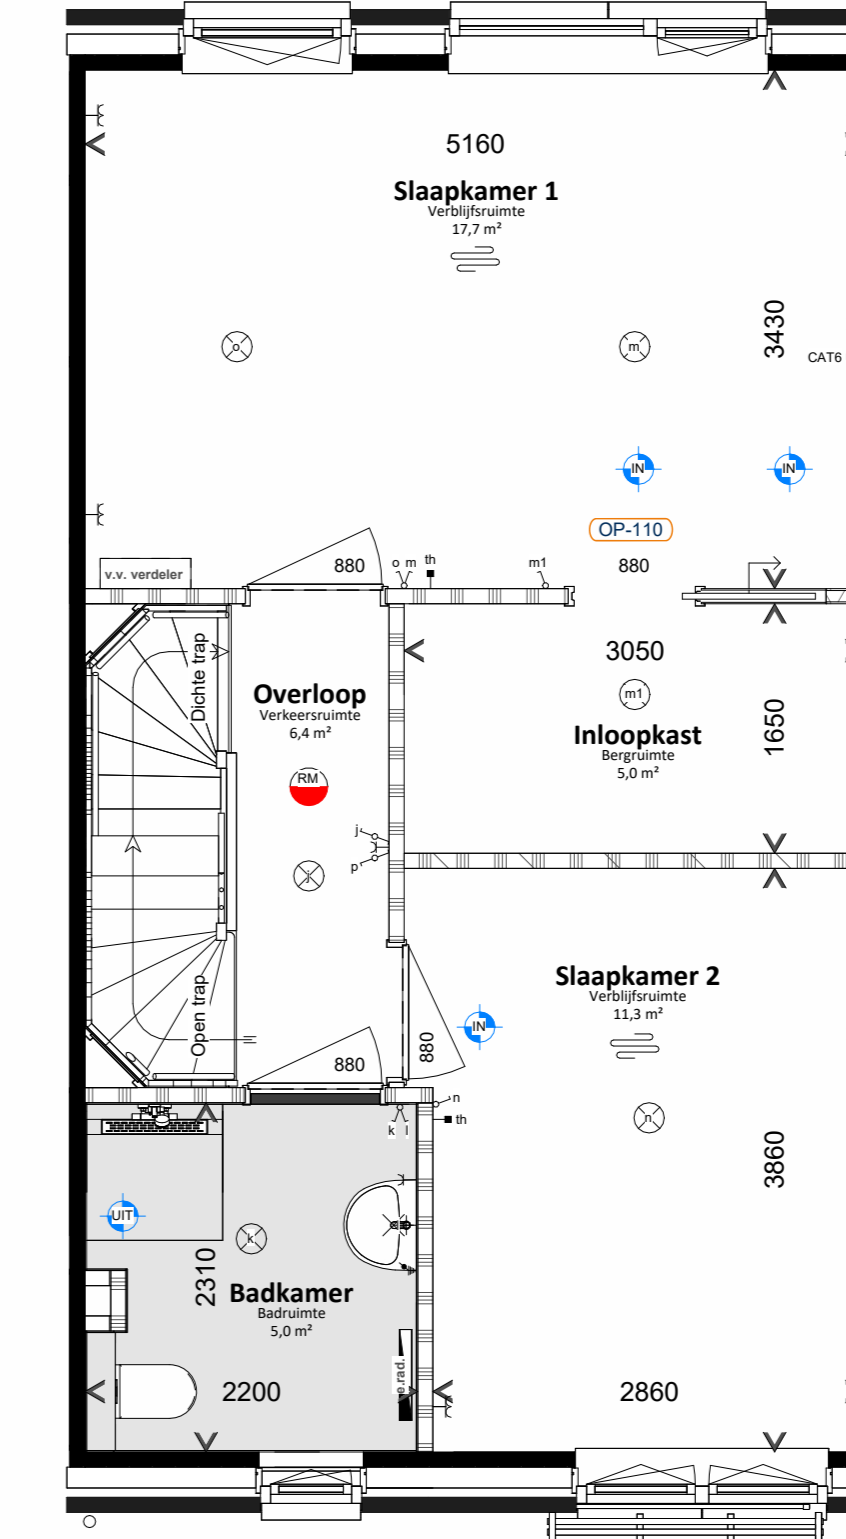 5160
Slaapkamer 1
Verblijfsruimte
17,7 m²
3430
o
m
CAT6
IN
IN
OP-110
v.v. verdeler
880
o m th
m1
880
Dichte trap
3050
Overloop
Verkeersruimte
6,4 m²
m1
Inloopkast
Bergruimte
5,0 m²
1650
RM
j
p
j
Slaapkamer 2
Verblijfsruimte
11,3 m²
Open trap
IN
880
880
n
th
k l
n
3860
UIT
k
2310
Badkamer
Badruimte
5,0 m²
e.rad.
2200
2860